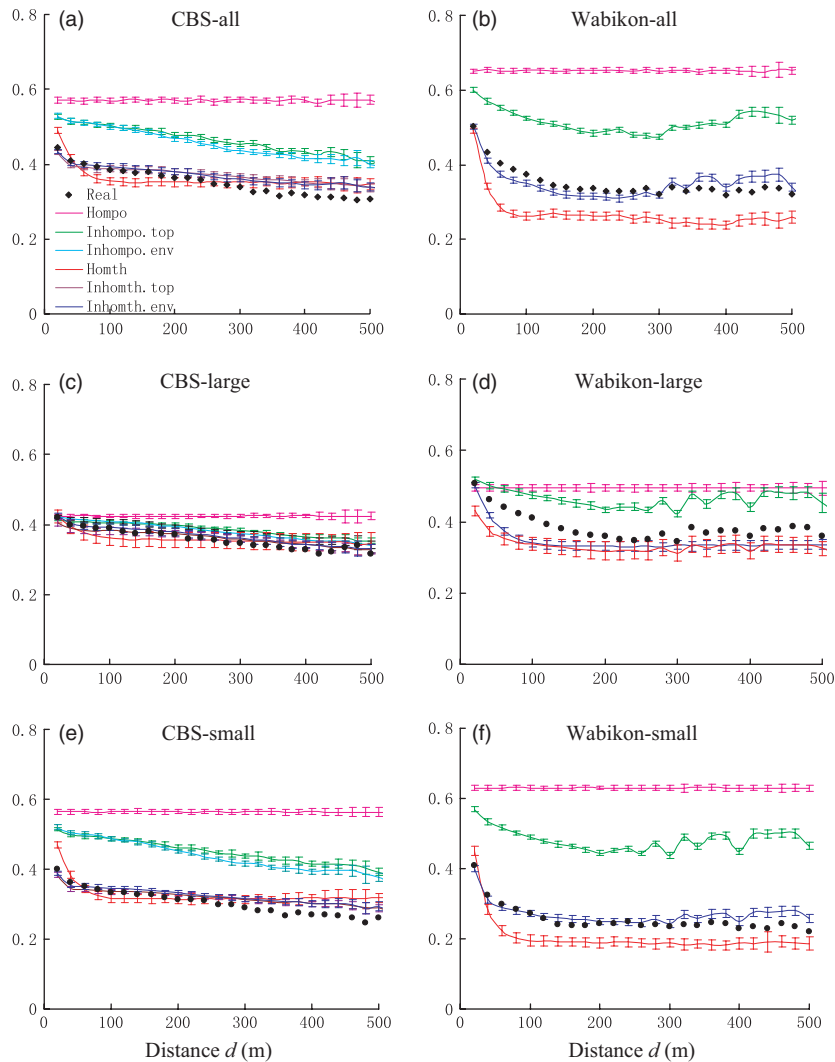 (a) CBS-all
0.8
0.6
0.4
0.2
0
Real
Hompo
Inhompo.top
Inhompo.env
Homth
Inhomth.top
Inhomth.env
0 100 200 300 400 500
(b) Wabikon-all
0.8
0.6
0.4
0.2
0
0 100 200 300 400 500
(c) CBS-large
0.8
0.6
0.4
0.2
0
0 100 200 300 400 500
(d) Wabikon-large
0.8
0.6
0.4
0.2
0
0 100 200 300 400 500
(e) CBS-small
0.8
0.6
0.4
0.2
0
0 100 200 300 400 500
Distance d (m)
(f) Wabikon-small
0.8
0.6
0.4
0.2
0
0 100 200 300 400 500
Distance d (m)